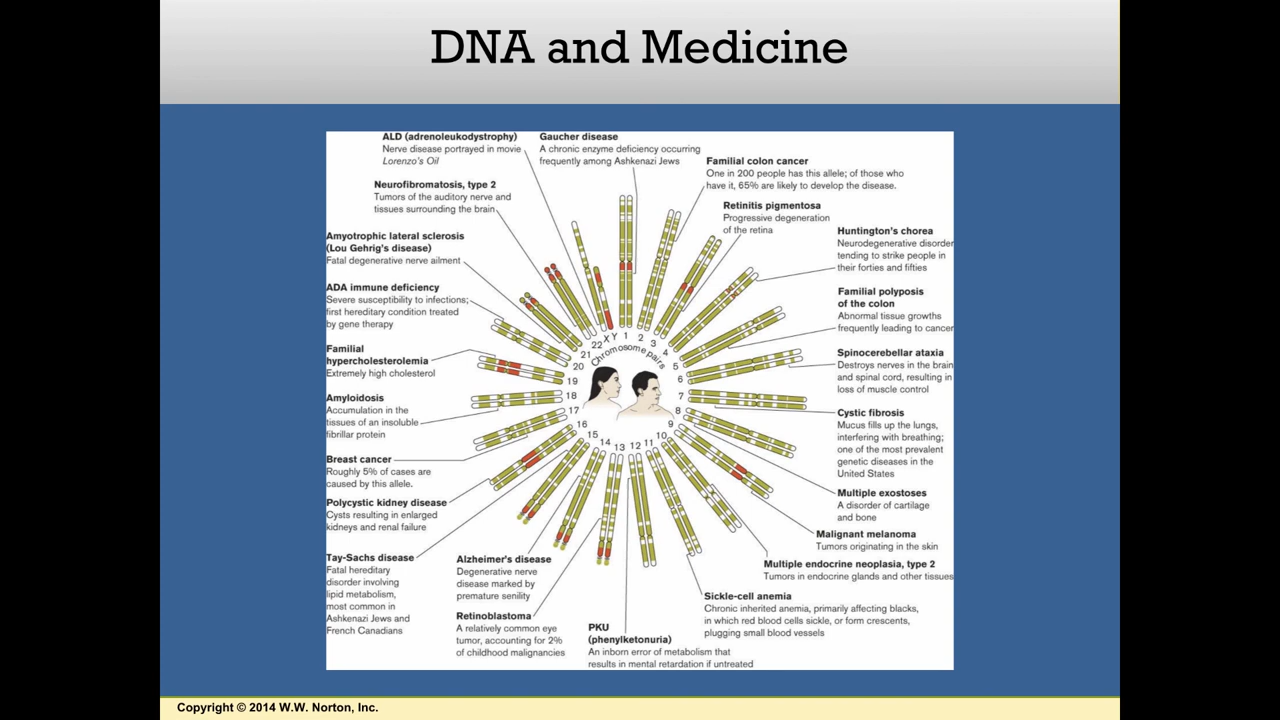 DNA and Medicine
ALD (adrenoleukodystrophy)
Nerve disease portrayed in movie
Lorenzo's Oil
Gaucher disease
A chronic enzyme deficiency occurring
frequently among Ashkenazi Jews
Familial colon cancer
One in 200 people has this allele; of those who
have it, 65% are likely to develop the disease.
Neurofibromatosis, type 2
Tumors of the auditory nerve and
tissues surrounding the brain
Retinitis pigmentosa
Progressive degeneration
of the retina
Amyotrophic lateral sclerosis
(Lou Gehrig's disease)
Fatal degenerative nerve ailment
Huntington's chorea
Neurodegenerative disorder
tending to strike people in
their forties and fifties
ADA immune deficiency
Severe susceptibility to infections;
first hereditary condition treated
by gene therapy
Familial polyposis
of the colon
Abnormal tissue growths
frequently leading to cancer
Familial
hypercholesterolemia
Extremely high cholesterol
Spinocerebellar ataxia
Destroys nerves in the brain
and spinal cord, resulting in
loss of muscle control
Amyloidosis
Accumulation in the
tissues of an insoluble
fibrillar protein
Cystic fibrosis
Mucus fills up the lungs,
interfering with breathing;
one of the most prevalent
genetic diseases in the
United States
Breast cancer
Roughly 5% of cases are
caused by this allele.
Multiple exostoses
A disorder of cartilage
and bone
Polycystic kidney disease
Cysts resulting in enlarged
kidneys and renal failure
Malignant melanoma
Tumors originating in the skin
Tay-Sachs disease
Fatal hereditary
disorder involving
lipid metabolism,
most common in
Ashkenazi Jews and
French Canadians
Alzheimer's disease
Degenerative nerve
disease marked by
premature senility
Multiple endocrine neoplasia, type 2
Tumors in endocrine glands and other tissues
Retinoblastoma
A relatively common eye
tumor, accounting for 2%
of childhood malignancies
Sickle-cell anemia
Chronic inherited anemia, primarily affecting blacks,
in which red blood cells sickle, or form crescents,
plugging small blood vessels
PKU
(phenylketonuria)
An inborn error of metabolism that
results in mental retardation if untreated
Chromosome pairs
1
2
3
4
5
6
7
8
9
10
11
12
13
14
15
16
17
18
19
20
21
22
X Y
Copyright © 2014 W.W. Norton, Inc.